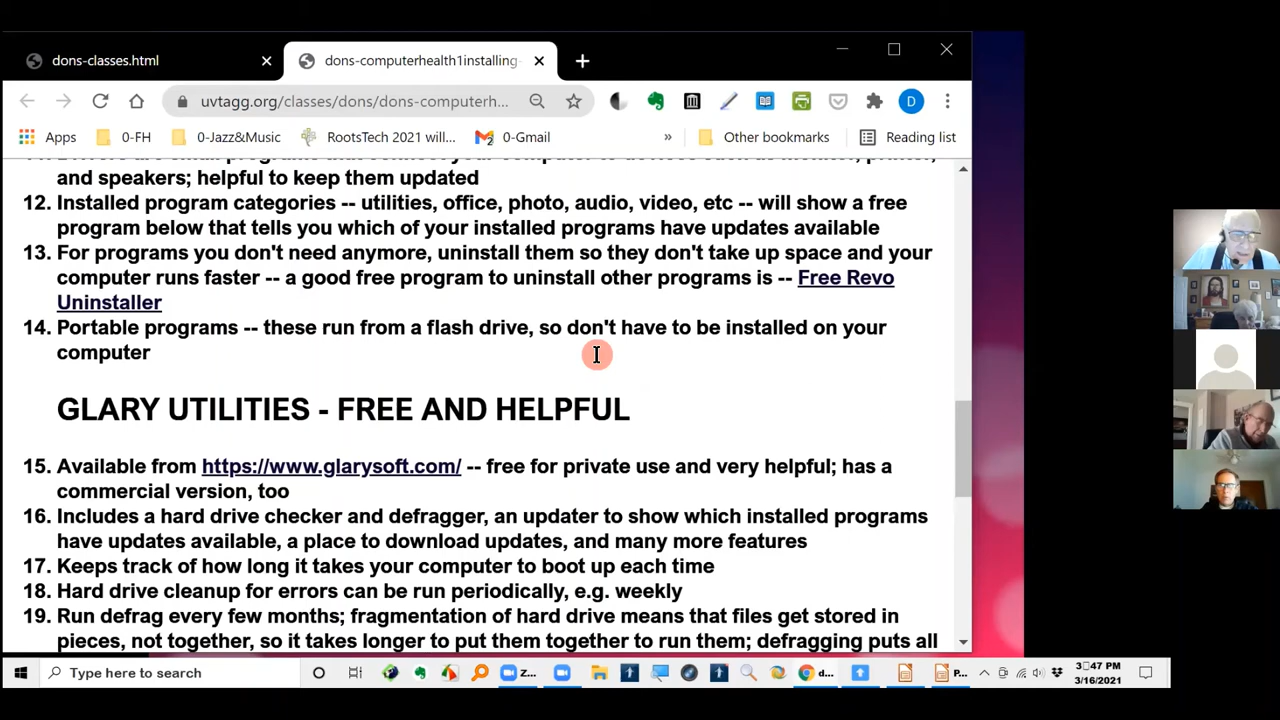 dons-classes.html
dons-computerhealth1installing-
uvtagg.org/classes/dons/dons-computerh...
D
Apps
0-FH
0-Jazz&Music
RootsTech 2021 will...
0-Gmail
»
Other bookmarks
Reading list
and speakers; helpful to keep them updated
12. Installed program categories -- utilities, office, photo, audio, video, etc -- will show a free
program below that tells you which of your installed programs have updates available
13. For programs you don't need anymore, uninstall them so they don't take up space and your
computer runs faster -- a good free program to uninstall other programs is -- Free Revo
Uninstaller
14. Portable programs -- these run from a flash drive, so don't have to be installed on your
computer
GLARY UTILITIES - FREE AND HELPFUL
15. Available from https://www.glarysoft.com/ -- free for private use and very helpful; has a
commercial version, too
16. Includes a hard drive checker and defragger, an updater to show which installed programs
have updates available, a place to download updates, and many more features
17. Keeps track of how long it takes your computer to boot up each time
18. Hard drive cleanup for errors can be run periodically, e.g. weekly
19. Run defrag every few months; fragmentation of hard drive means that files get stored in
pieces, not together, so it takes longer to put them together to run them; defragging puts all
Type here to search
Z...
d...
P...
3:47 PM
3/16/2021